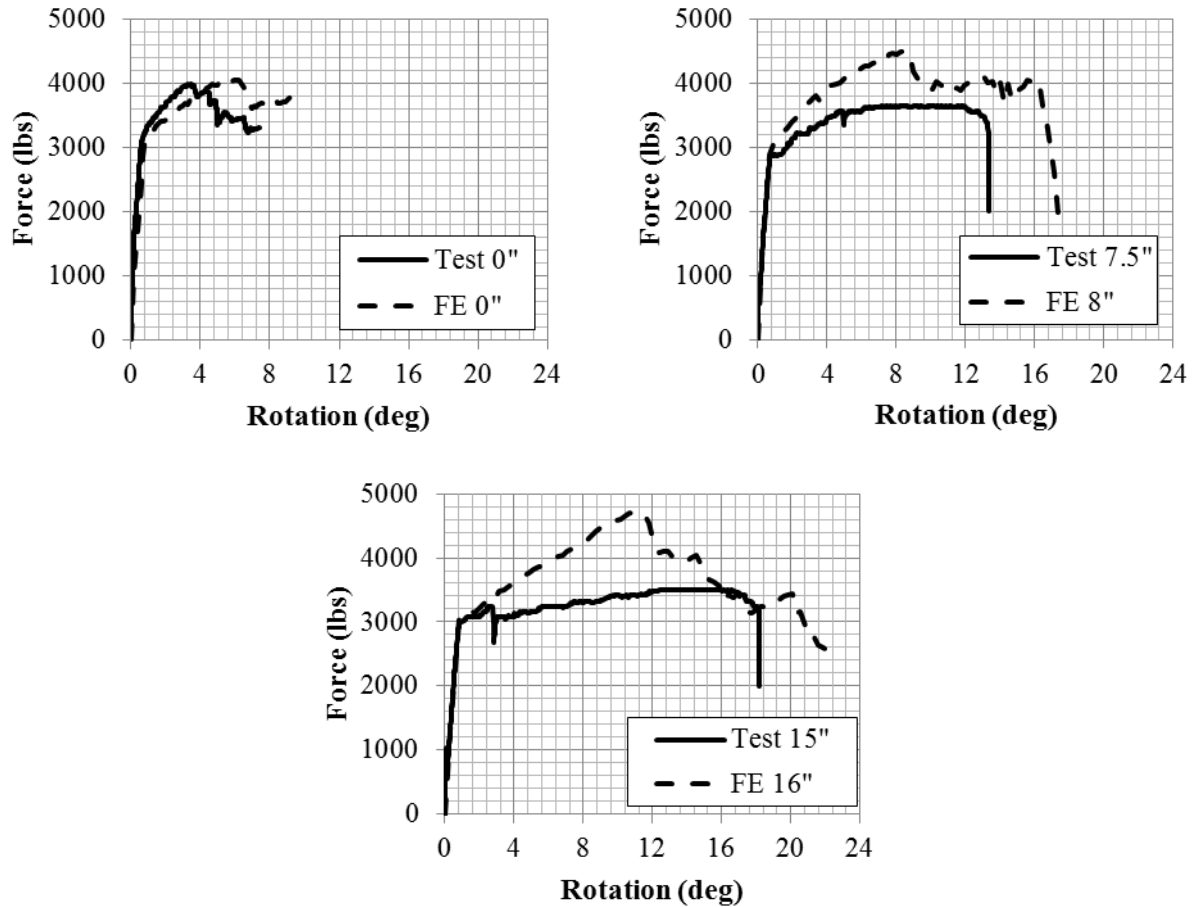 5000
4000
3000
2000
1000
0
Force (lbs)
Test 0"
FE 0"
0 4 8 12 16 20 24
Rotation (deg)
5000
4000
3000
2000
1000
0
Force (lbs)
Test 7.5"
FE 8"
0 4 8 12 16 20 24
Rotation (deg)
5000
4000
3000
2000
1000
0
Force (lbs)
Test 15"
FE 16"
0 4 8 12 16 20 24
Rotation (deg)